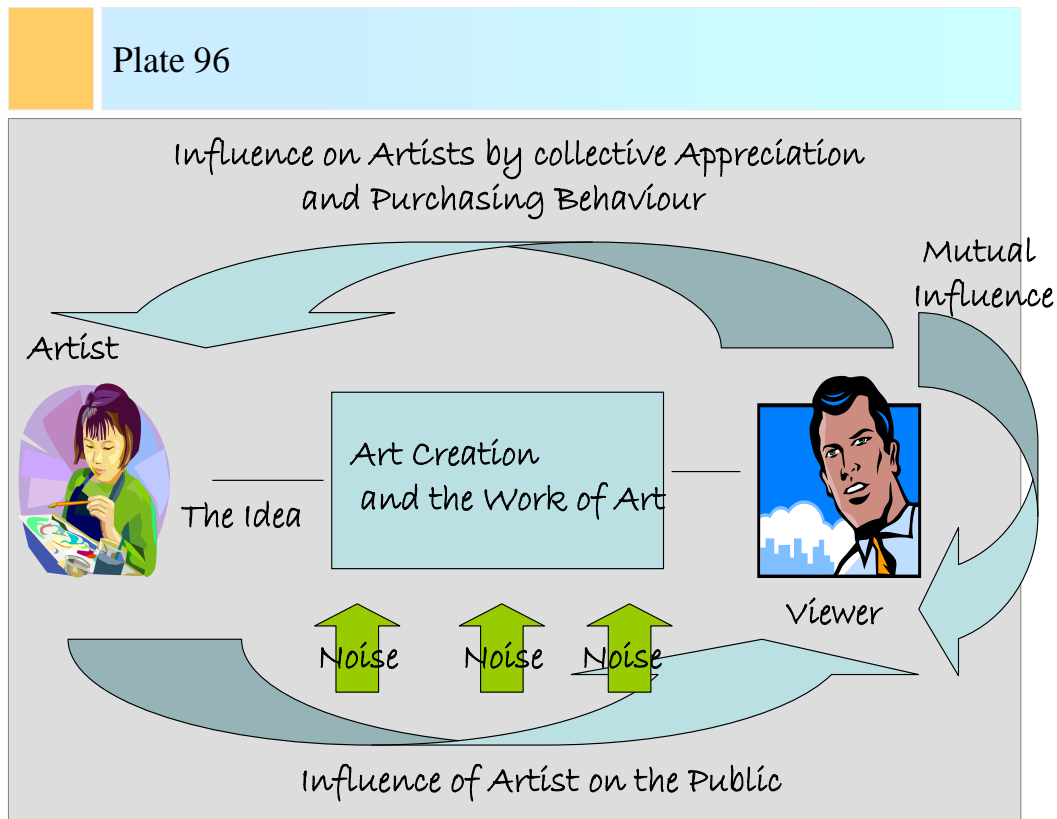 Plate 96
Influence on Artists by collective Appreciation
and Purchasing Behaviour
Mutual
Influence
Artist
Art Creation
and the Work of Art
The Idea
Viewer
Noise
Noise
Noise
Influence of Artist on the Public